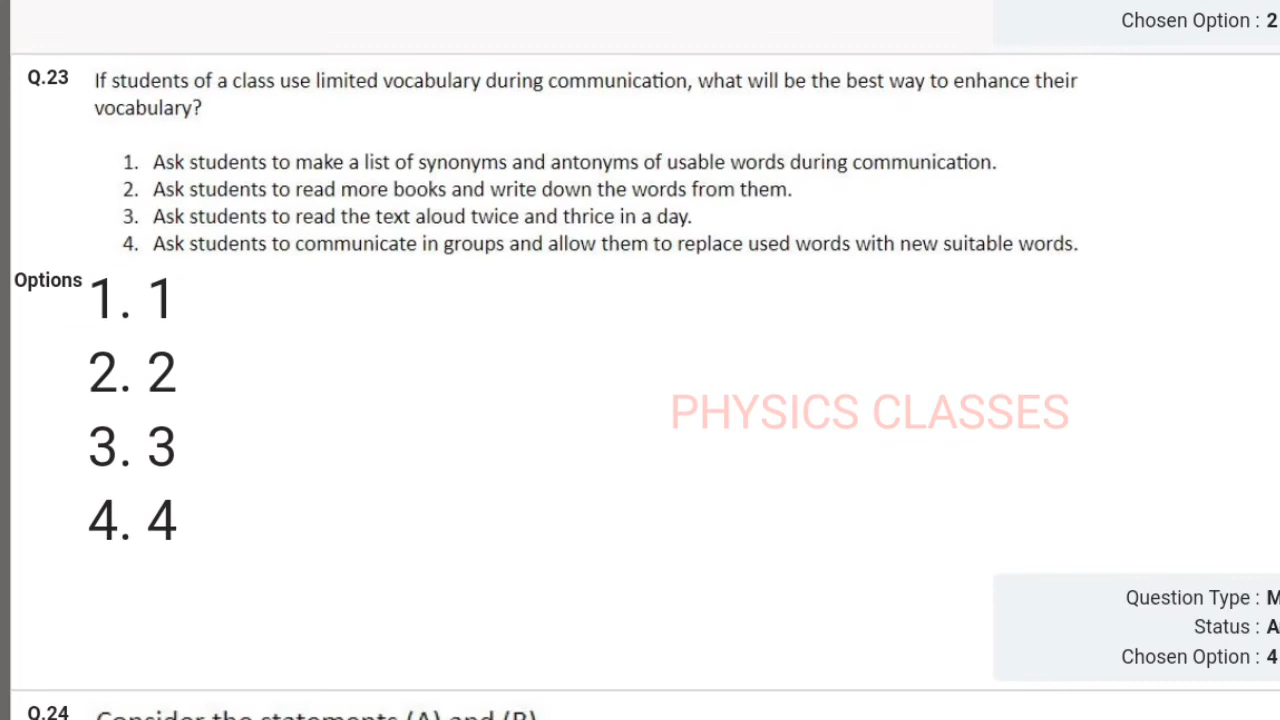 Chosen Option : 2
Q.23 If students of a class use limited vocabulary during communication, what will be the best way to enhance their
vocabulary?
1. Ask students to make a list of synonyms and antonyms of usable words during communication.
2. Ask students to read more books and write down the words from them.
3. Ask students to read the text aloud twice and thrice in a day.
4. Ask students to communicate in groups and allow them to replace used words with new suitable words.
Options 1. 1
2. 2
3. 3
4. 4
PHYSICS CLASSES
Question Type : M
Status : A
Chosen Option : 4
Q.24 Consider the statements (A) and (B)